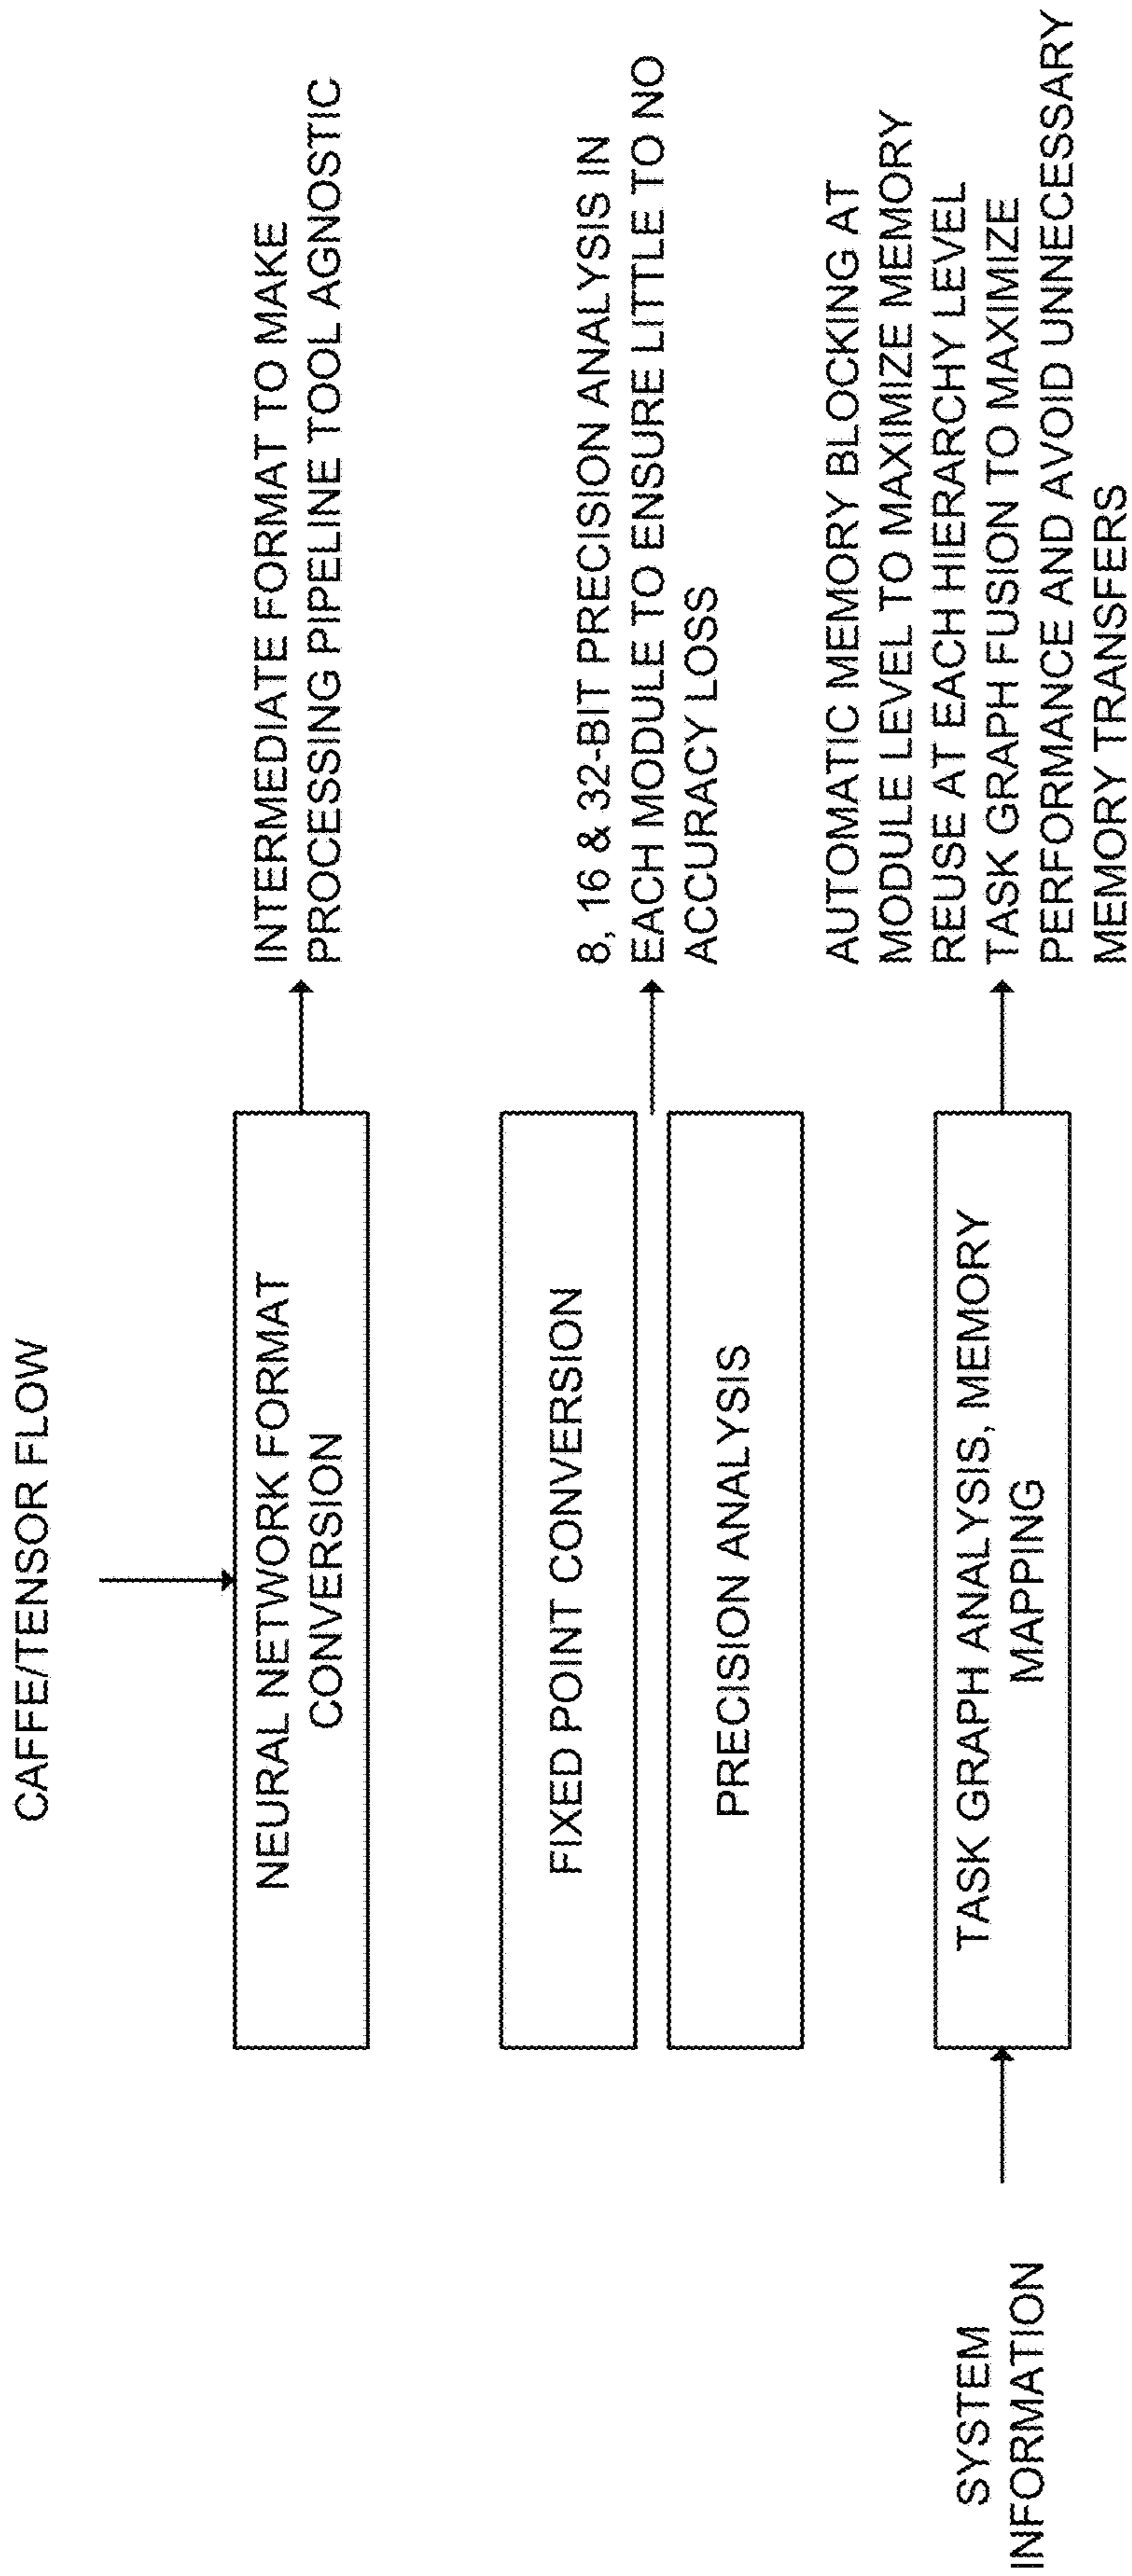 CAFFE/TENSOR FLOW
NEURAL NETWORK FORMAT
CONVERSION
INTERMEDIATE FORMAT TO MAKE
PROCESSING PIPELINE TOOL AGNOSTIC
FIXED POINT CONVERSION
PRECISION ANALYSIS
8, 16 & 32-BIT PRECISION ANALYSIS IN
EACH MODULE TO ENSURE LITTLE TO NO
ACCURACY LOSS
SYSTEM
INFORMATION
TASK GRAPH ANALYSIS, MEMORY
MAPPING
AUTOMATIC MEMORY BLOCKING AT
MODULE LEVEL TO MAXIMIZE MEMORY
REUSE AT EACH HIERARCHY LEVEL
TASK GRAPH FUSION TO MAXIMIZE
PERFORMANCE AND AVOID UNNECESSARY
MEMORY TRANSFERS